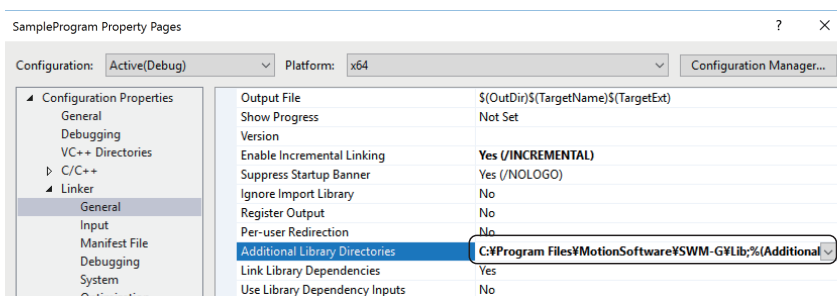 SampleProgram Property Pages ? ×
Configuration: Active(Debug) Platform: x64 Configuration Manager...
Configuration Properties
General
Debugging
VC++ Directories
C/C++
Linker
General
Input
Manifest File
Debugging
System
Output File $(OutDir)$(TargetName)$(TargetExt)
Show Progress Not Set
Version
Enable Incremental Linking Yes (/INCREMENTAL)
Suppress Startup Banner Yes (/NOLOGO)
Ignore Import Library No
Register Output No
Per-user Redirection No
Additional Library Directories C:¥Program Files¥MotionSoftware¥SWM-G¥Lib;%(Additional
Link Library Dependencies Yes
Use Library Dependency Inputs No